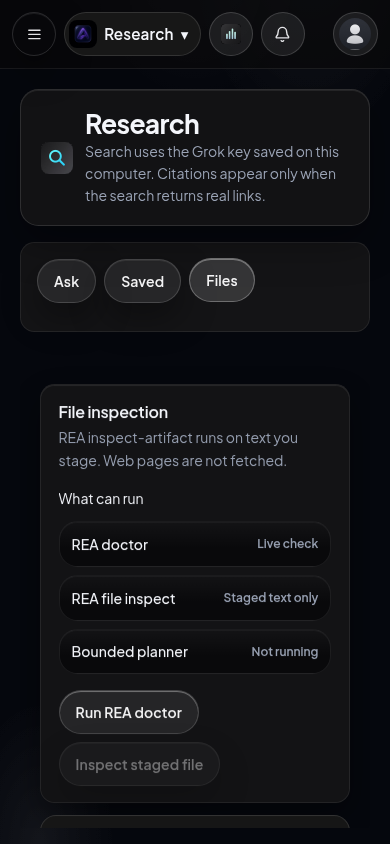 Research ▾
Research
Search uses the Grok key saved on this
computer. Citations appear only when
the search returns real links.
Ask
Saved
Files
File inspection
REA inspect-artifact runs on text you
stage. Web pages are not fetched.
What can run
REA doctor
Live check
REA file inspect
Staged text only
Bounded planner
Not running
Run REA doctor
Inspect staged file